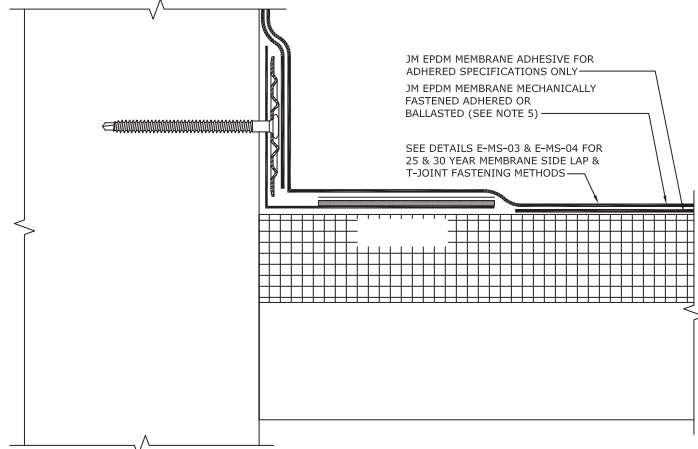 JM EPDM MEMBRANE ADHESIVE FOR
ADHERED SPECIFICATIONS ONLY
JM EPDM MEMBRANE MECHANICALLY
FASTENED ADHERED OR
BALLASTED (SEE NOTE 5)
SEE DETAILS E-MS-03 & E-MS-04 FOR
25 & 30 YEAR MEMBRANE SIDE LAP &
T-JOINT FASTENING METHODS